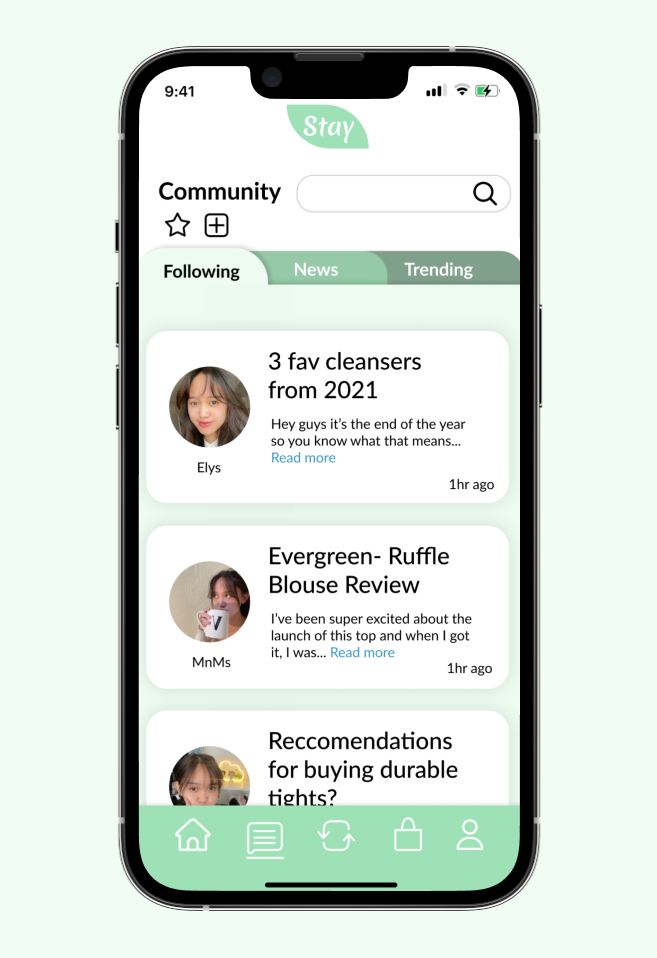 9:41
Stay
Community
Following
News
Trending
3 fav cleansers
from 2021
Hey guys it's the end of the year
so you know what that means...
Read more
Elys
1hr ago
Evergreen- Ruffle
Blouse Review
I've been super excited about the
launch of this top and when I got
it, I was... Read more
MnMs
1hr ago
V
Reccomendations
for buying durable
tights?